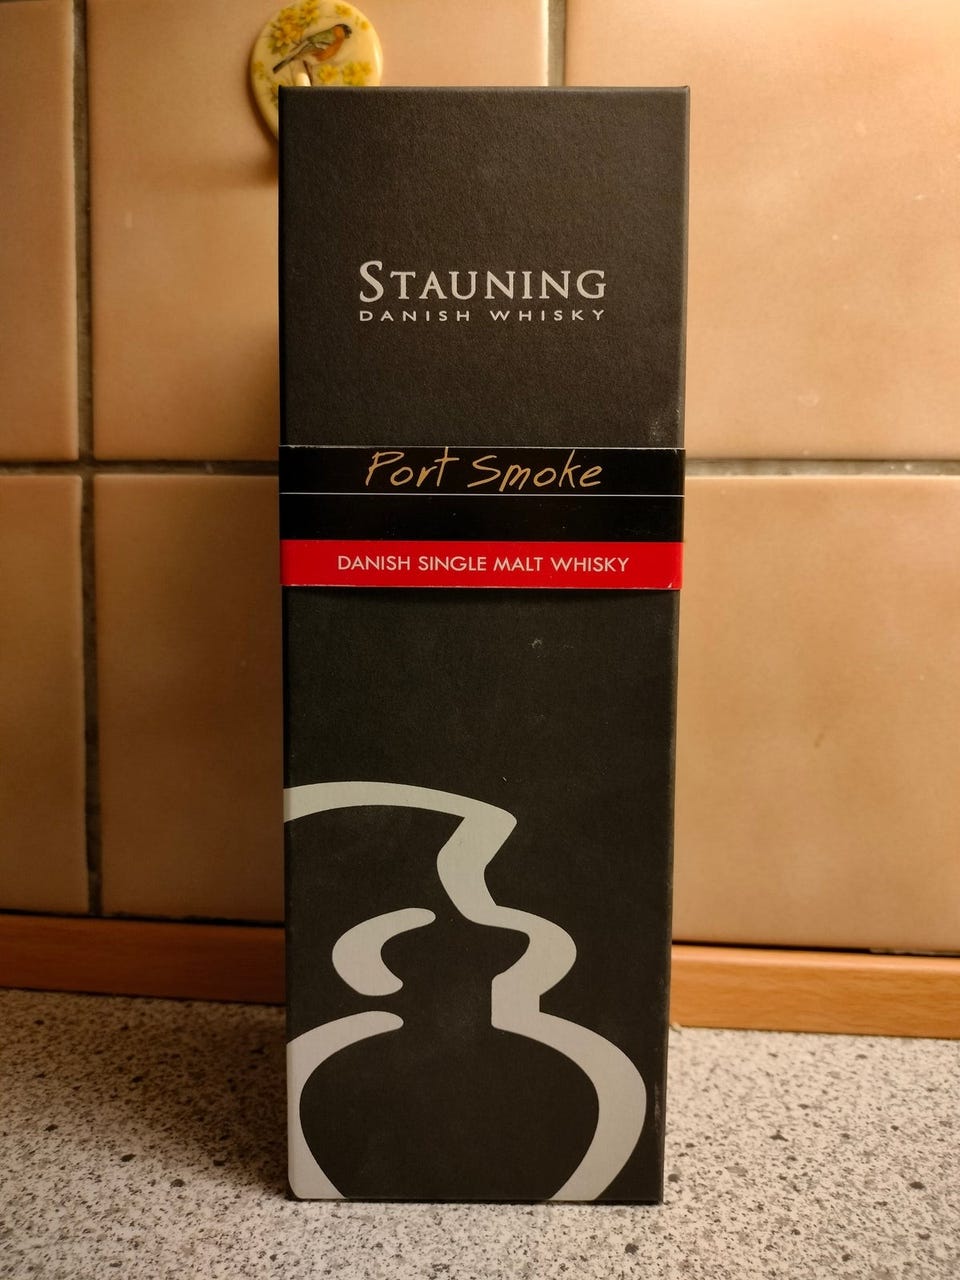 STAUNING
DANISH WHISKY
Port Smoke
DANISH SINGLE MALT WHISKY